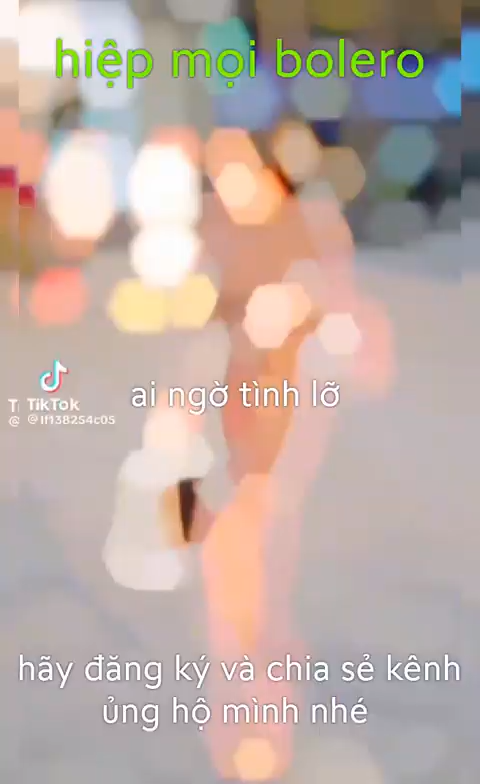 hiệp mọi bolero
TikTok
@lf138254c05
ai ngờ tình lỡ
hãy đăng ký và chia sẻ kênh
ủng hộ mình nhé